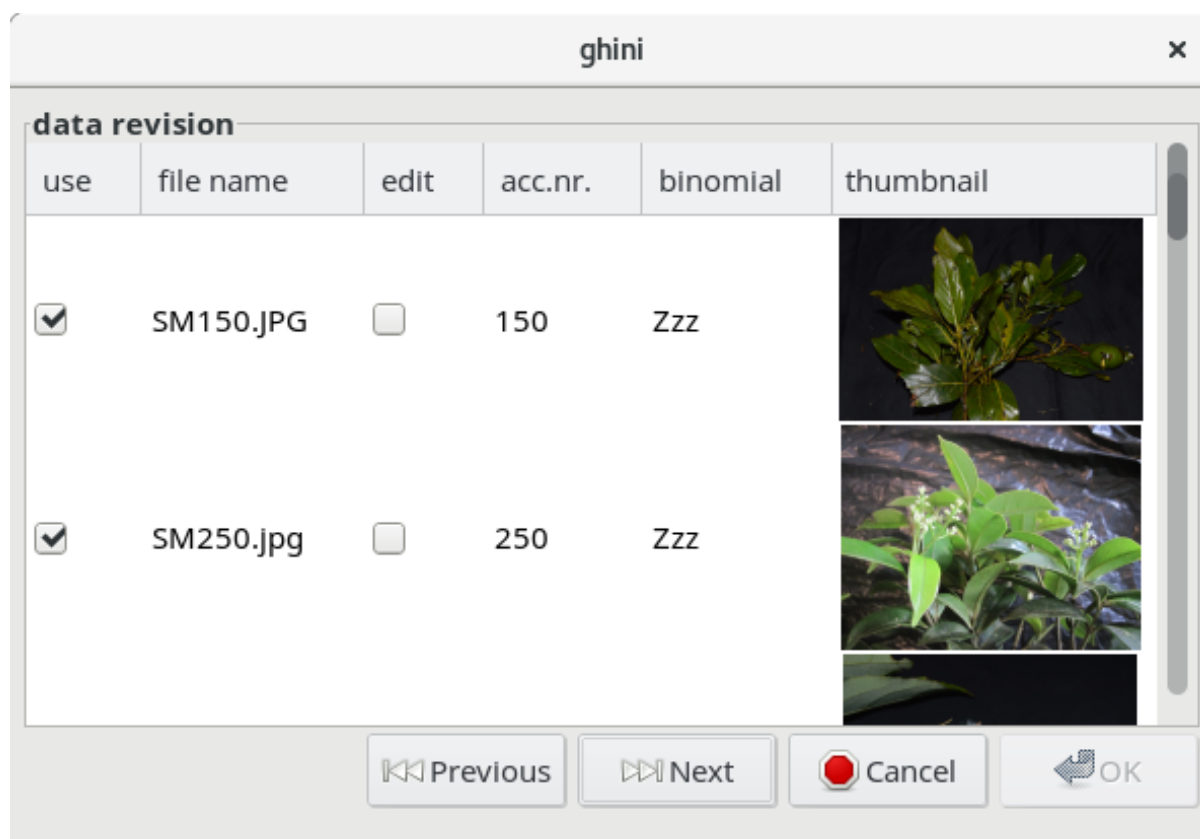 ghini
data revision
use file name edit acc.nr. binomial thumbnail
SM150.JPG 150 Zzz
SM250.jpg 250 Zzz
Previous Next Cancel OK